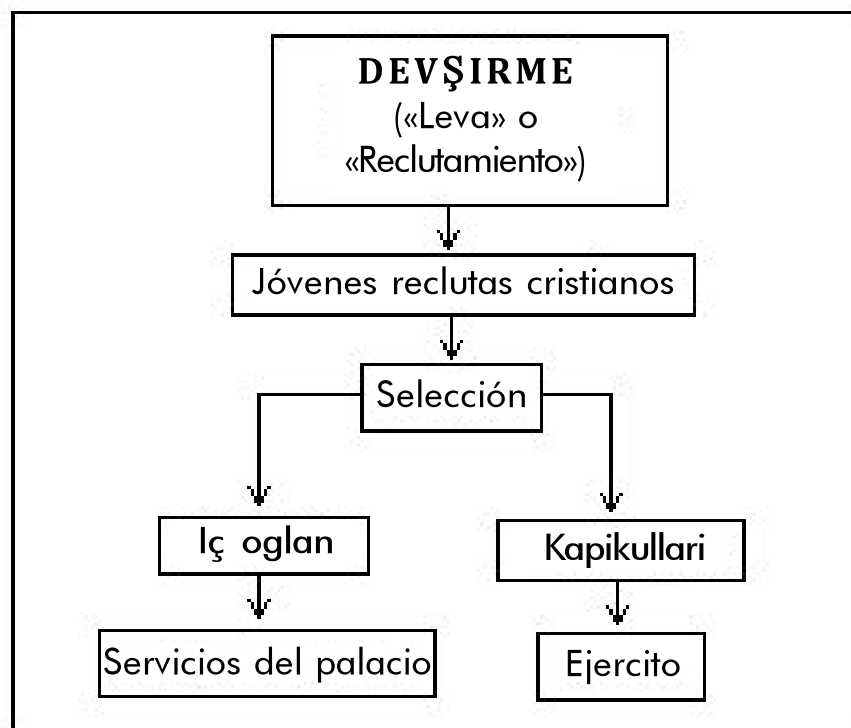 DEVŞIRME
(«Leva» o
«Reclutamiento»)
Jóvenes reclutas cristianos
Selección
Iç oglan
Kapikullari
Servicios del palacio
Ejercito